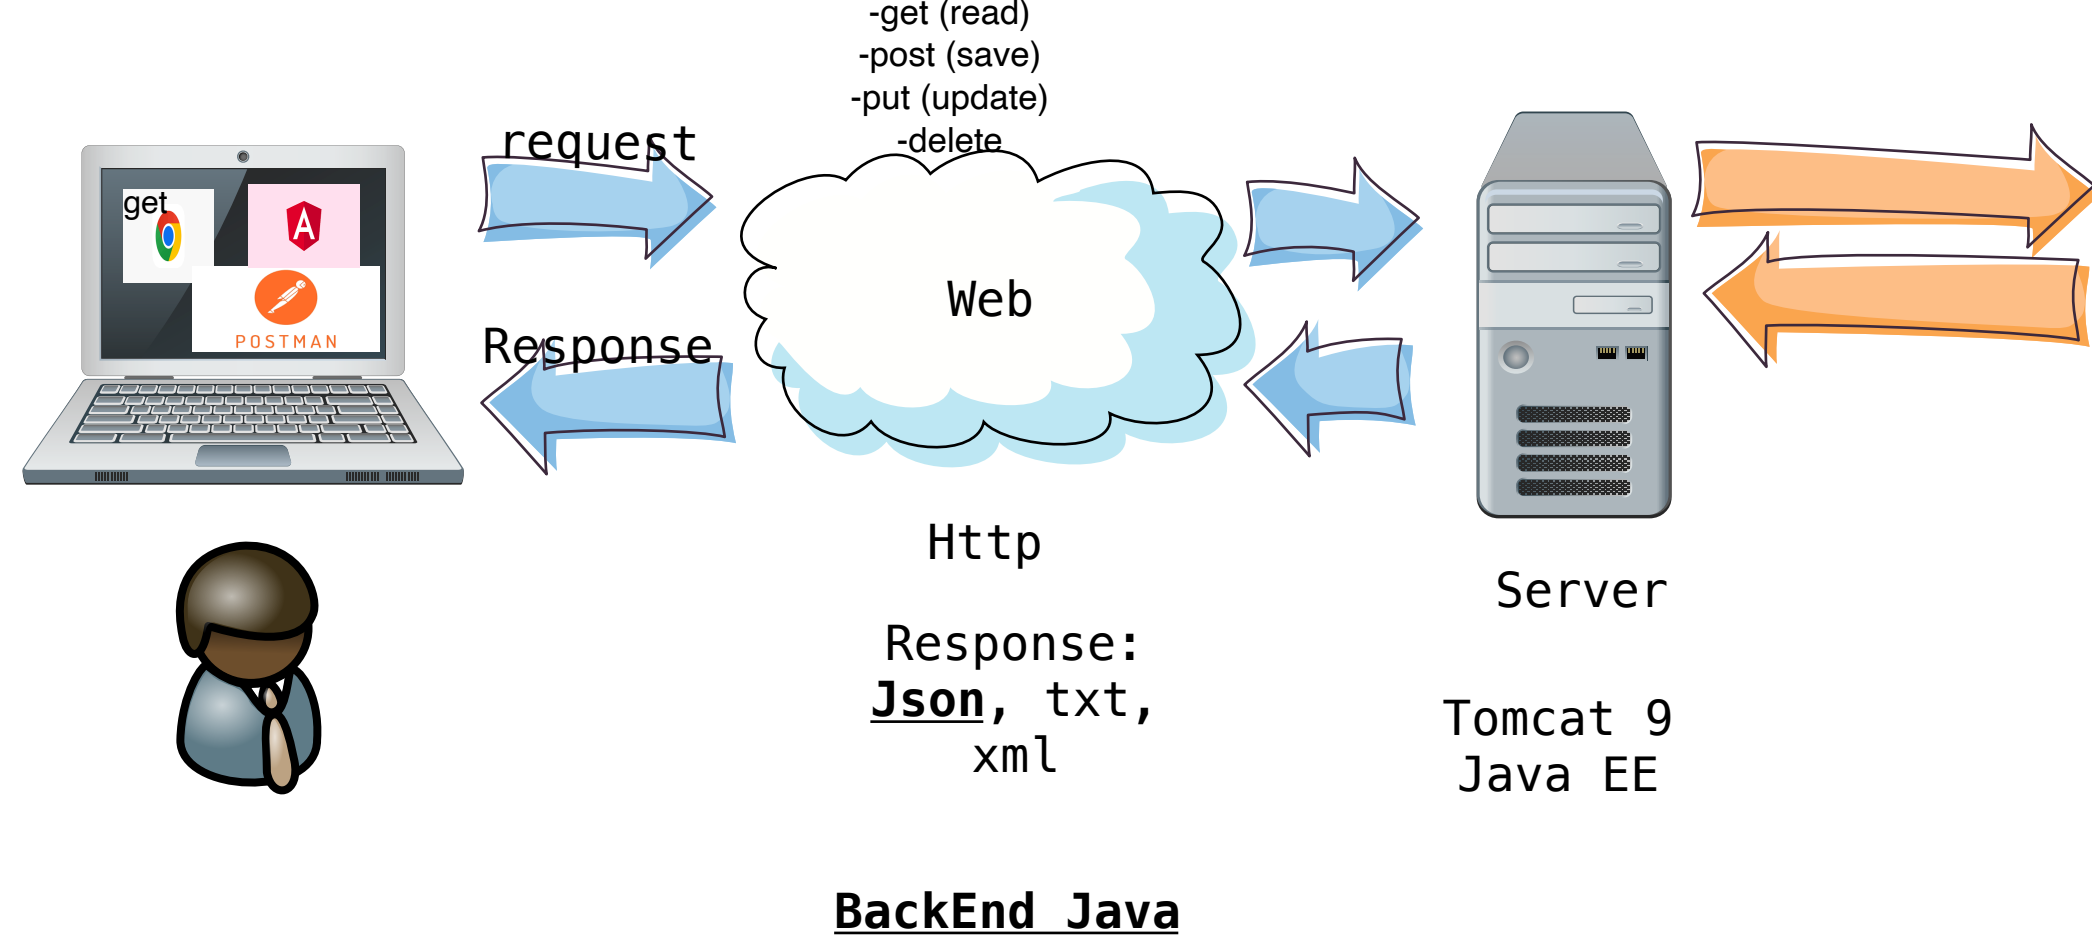 -get (read)
-post (save)
-put (update)
-delete
request
get
POSTMAN
Web
Response
Http
Server
Response:
Json, txt,
xml
Tomcat 9
Java EE
BackEnd Java